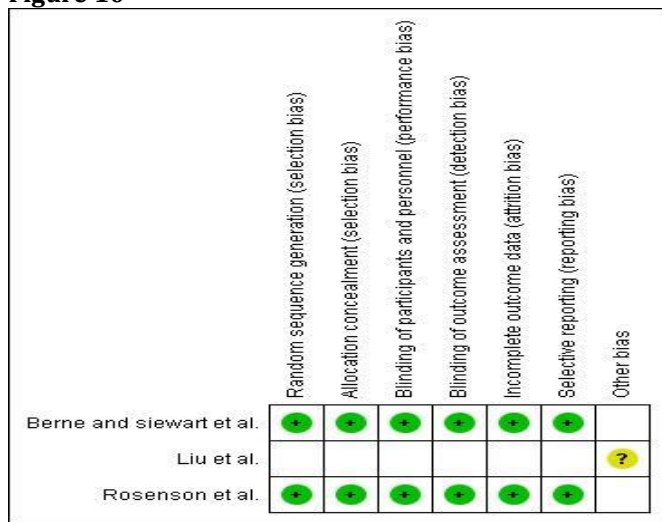 Random sequence generation (selection bias)
Allocation concealment (selection bias)
Blinding of participants and personnel (performance bias)
Blinding of outcome assessment (detection bias)
Incomplete outcome data (attrition bias)
Selective reporting (reporting bias)
Other bias
Berne and siewart et al. + + + + + +
Liu et al. ?
Rosenson et al. + + + + + +